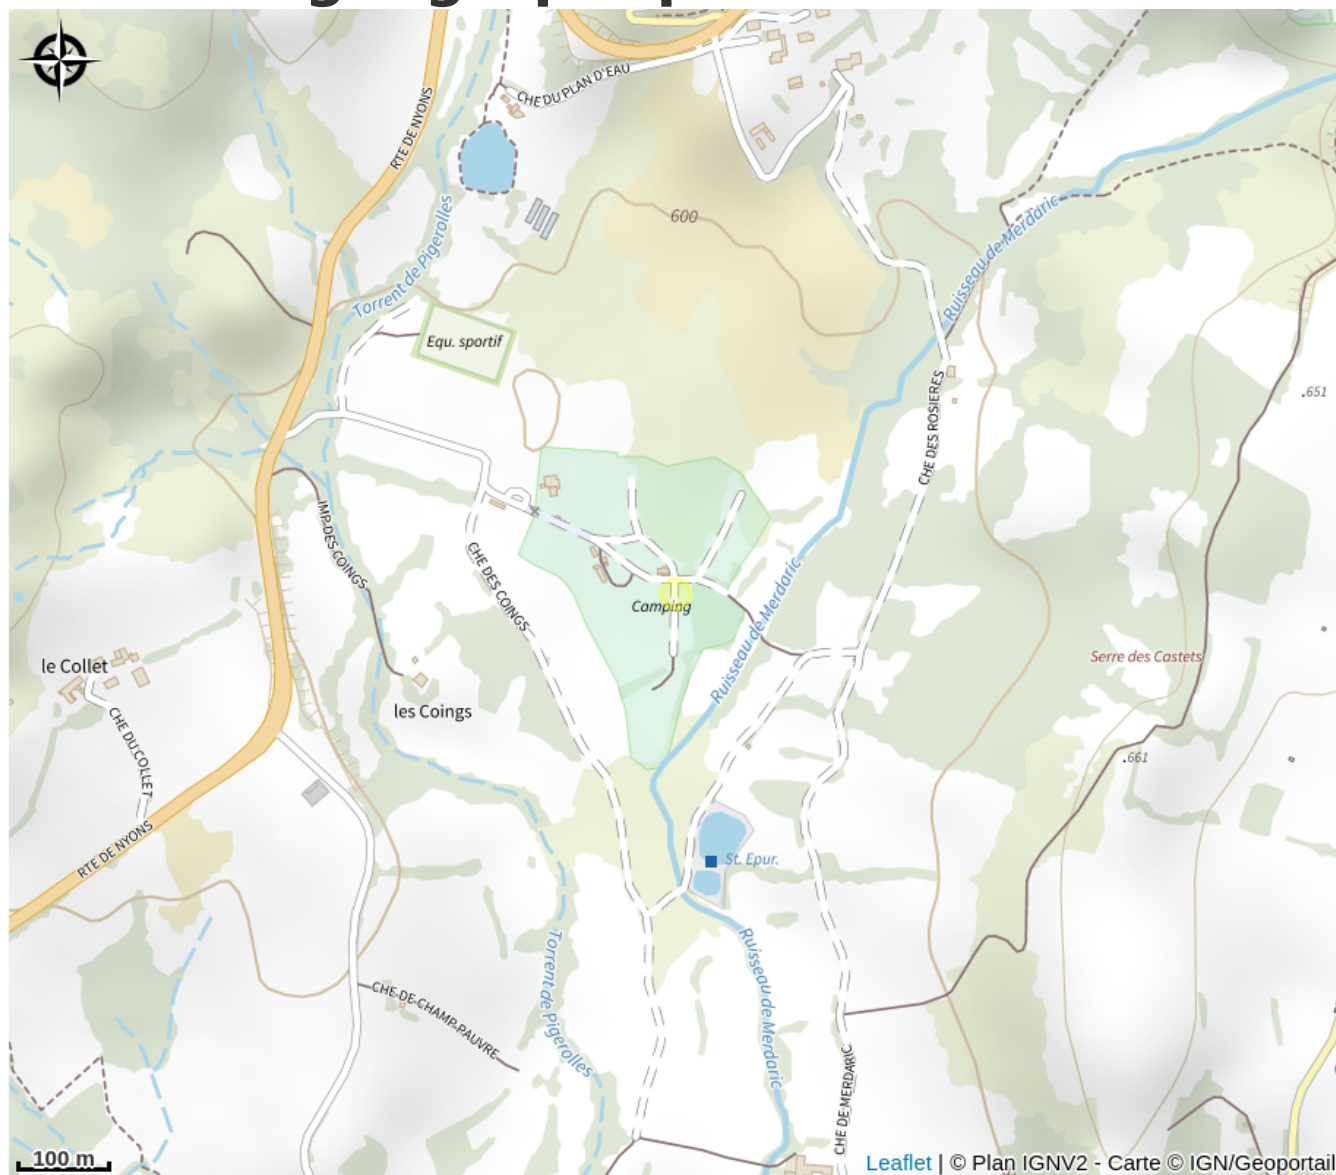 CHE DU PLAN D'EAU
RTE DE NYONS
Torrent de Pigerolles
600
Ruisseau de Merdaric
Equ. sportif
651
CHE DES ROSIERES
IMP DES COINGS
CHE DES COINGS
Camping
Ruisseau de Merdaric
le Collet
Serre des Castets
les Coings
CHE DU COLLET
661
RTE DE NYONS
St. Epur.
Torrent de Pigerolles
Ruisseau de Merdaric
CHE DE CHAMP PAUVRE
CHE DE MERDARIC
100 m
Leaflet | © Plan IGNV2 - Carte © IGN/Geoportail